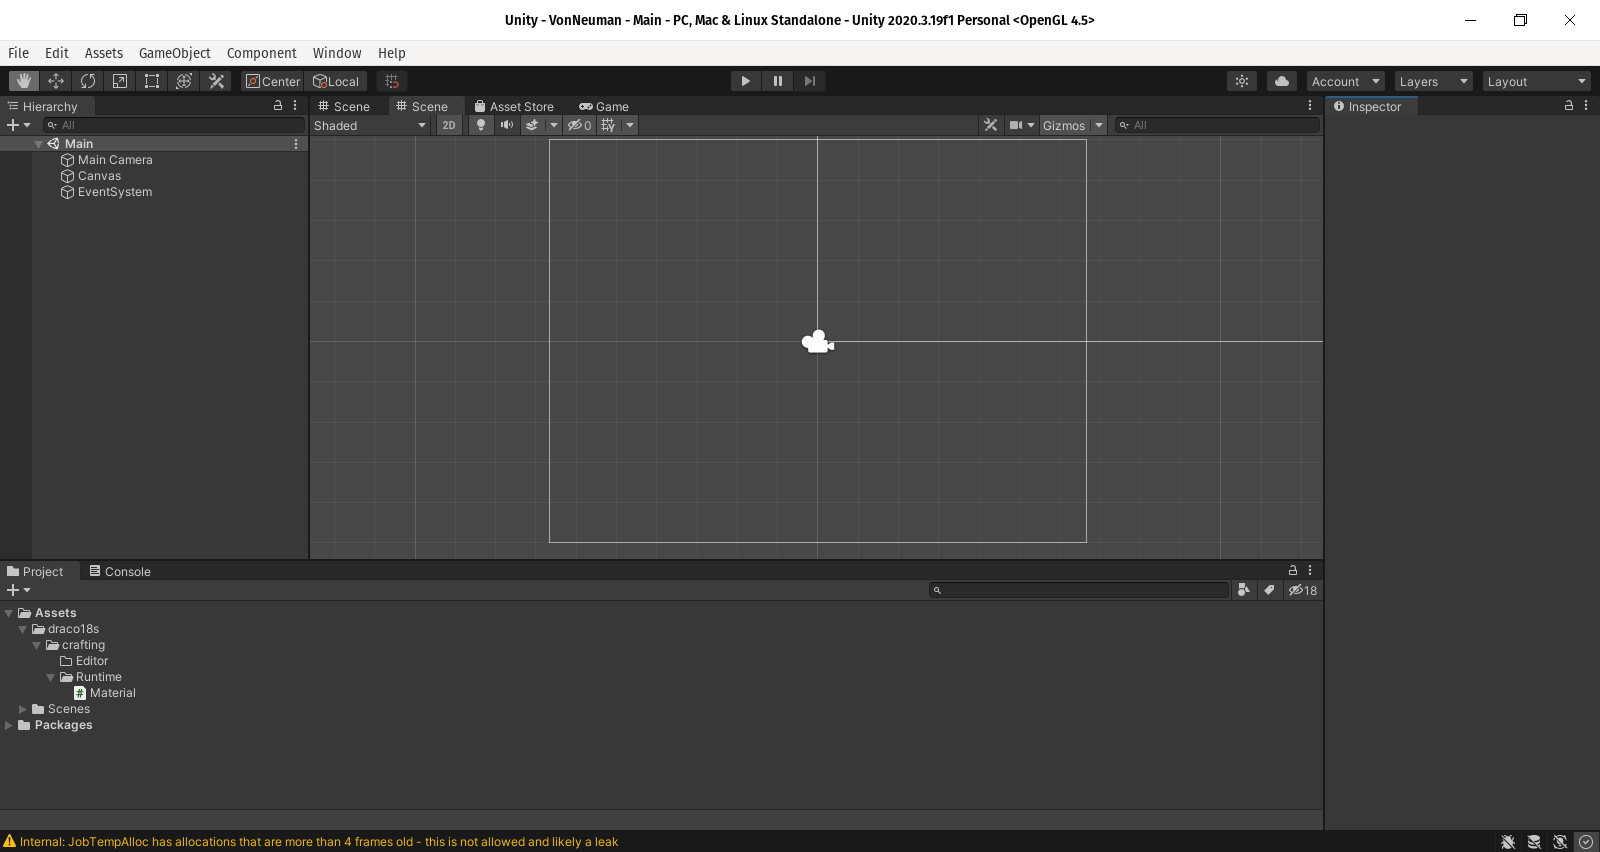 Unity - VonNeuman - Main - PC, Mac & Linux Standalone - Unity 2020.3.19f1 Personal <OpenGL 4.5>
File Edit Assets GameObject Component Window Help
Center Local Account Layers Layout
Hierarchy Scene Scene Asset Store Game Inspector
All Shaded 2D 0 Gizmos All
Main
Main Camera
Canvas
EventSystem
Project Console
18
Assets
draco18s
crafting
Editor
Runtime
# Material
Scenes
Packages
Internal: JobTempAlloc has allocations that are more than 4 frames old - this is not allowed and likely a leak